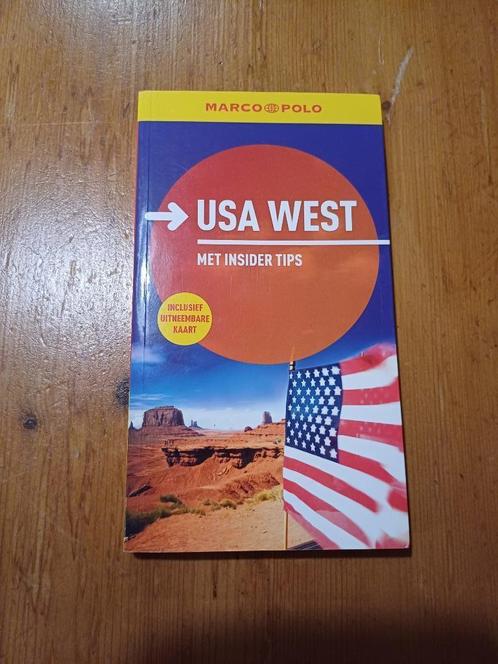 MARCO POLO
USA WEST
MET INSIDER TIPS
INCLUSIEF
UITNEEMBARE
KAART